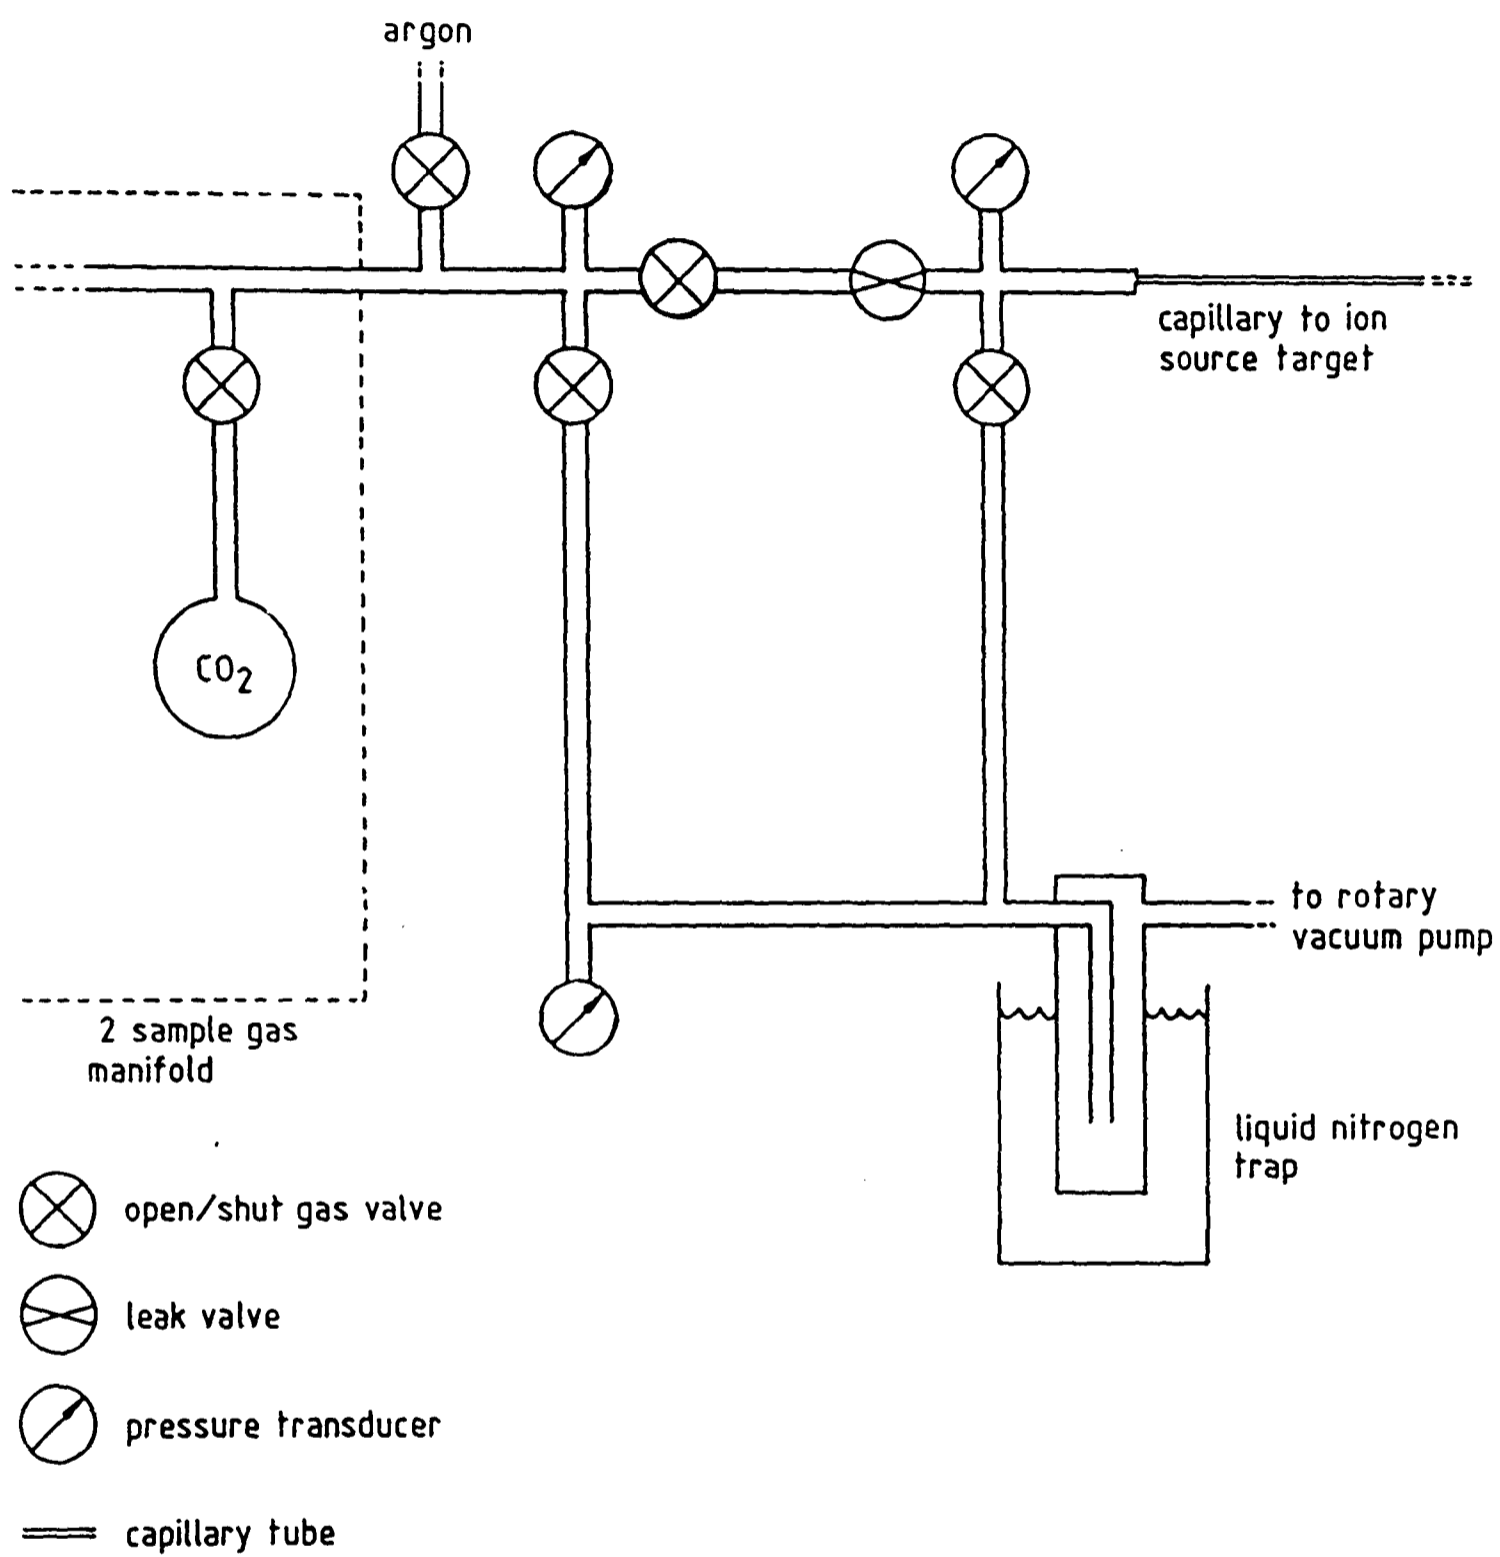 argon
capillary to ion
source target
CO2
to rotary
vacuum pump
2 sample gas
manifold
liquid nitrogen
trap
open/shut gas valve
leak valve
pressure transducer
capillary tube